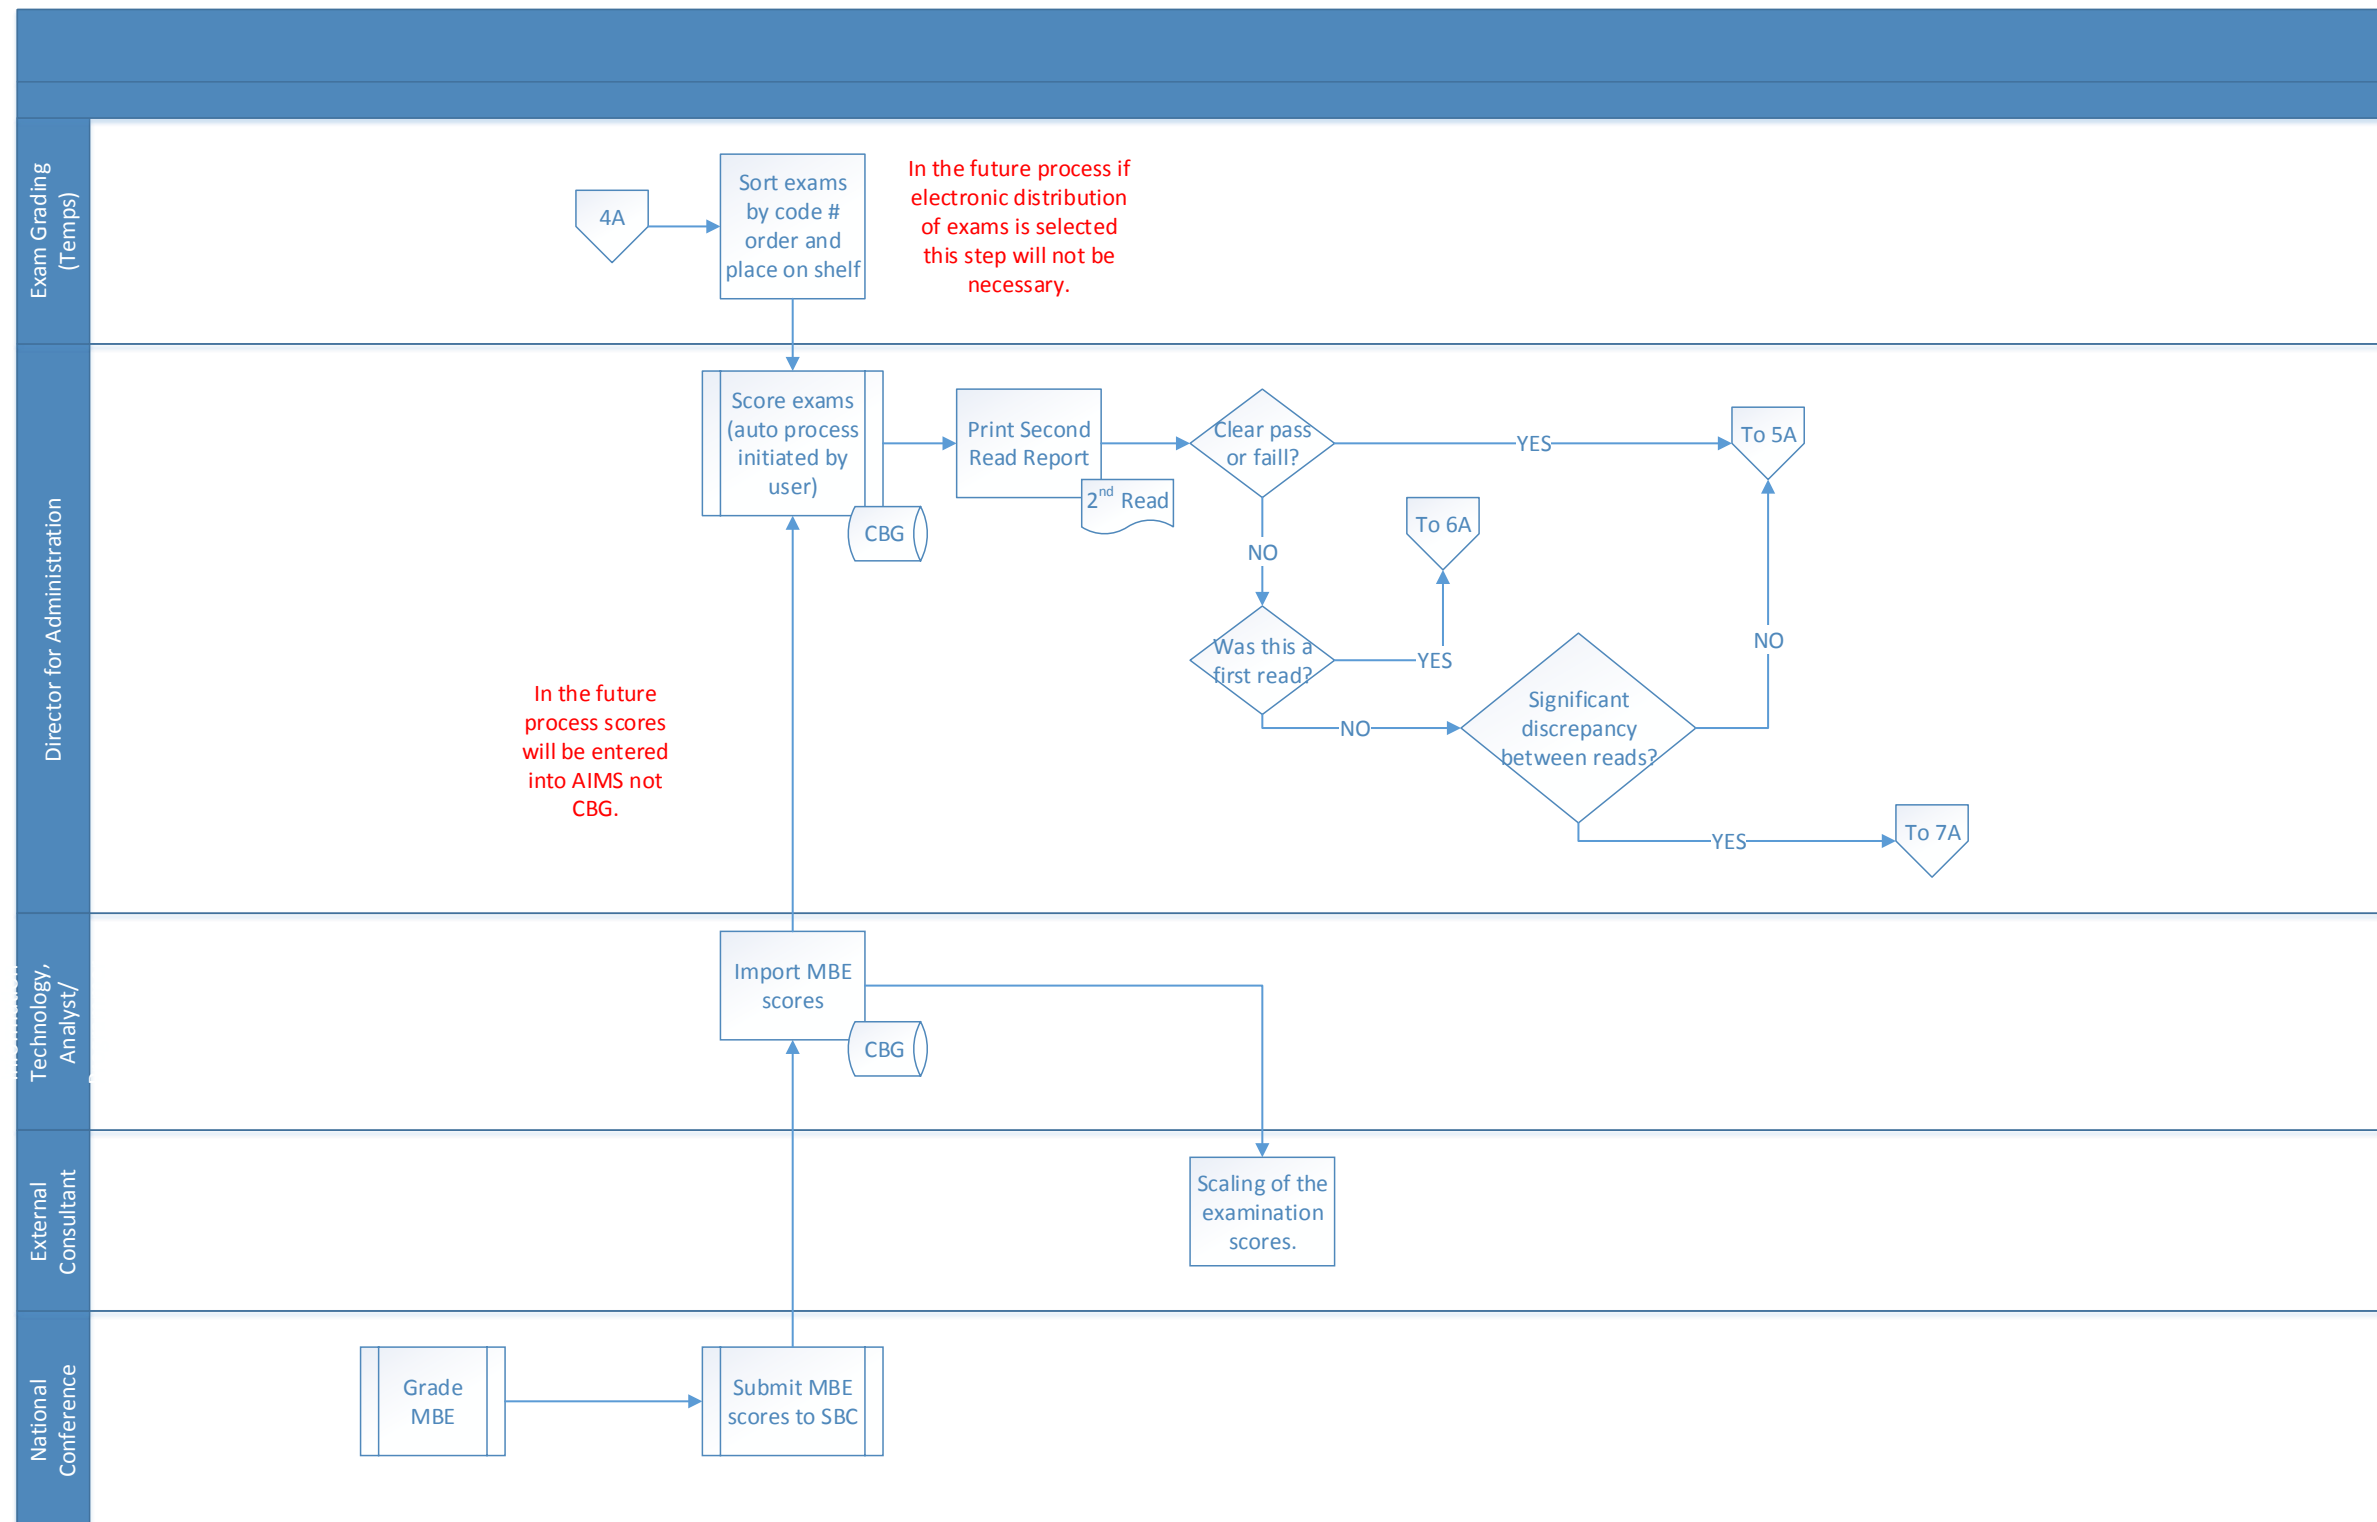 Exam Grading
(Temps)
4A
Sort exams
by code #
order and
place on shelf
In the future process if
electronic distribution
of exams is selected
this step will not be
necessary.
Director for Administration
Score exams
(auto process
initiated by
user)
CBG
Print Second
Read Report
2nd Read
Clear pass
or faill?
YES
To 5A
NO
To 6A
Was this a
first read?
YES
NO
Significant
discrepancy
between reads?
NO
YES
To 7A
In the future
process scores
will be entered
into AIMS not
CBG.
Technology,
Analyst/
Import MBE
scores
CBG
External
Consultant
Scaling of the
examination
scores.
National
Conference
Grade
MBE
Submit MBE
scores to SBC